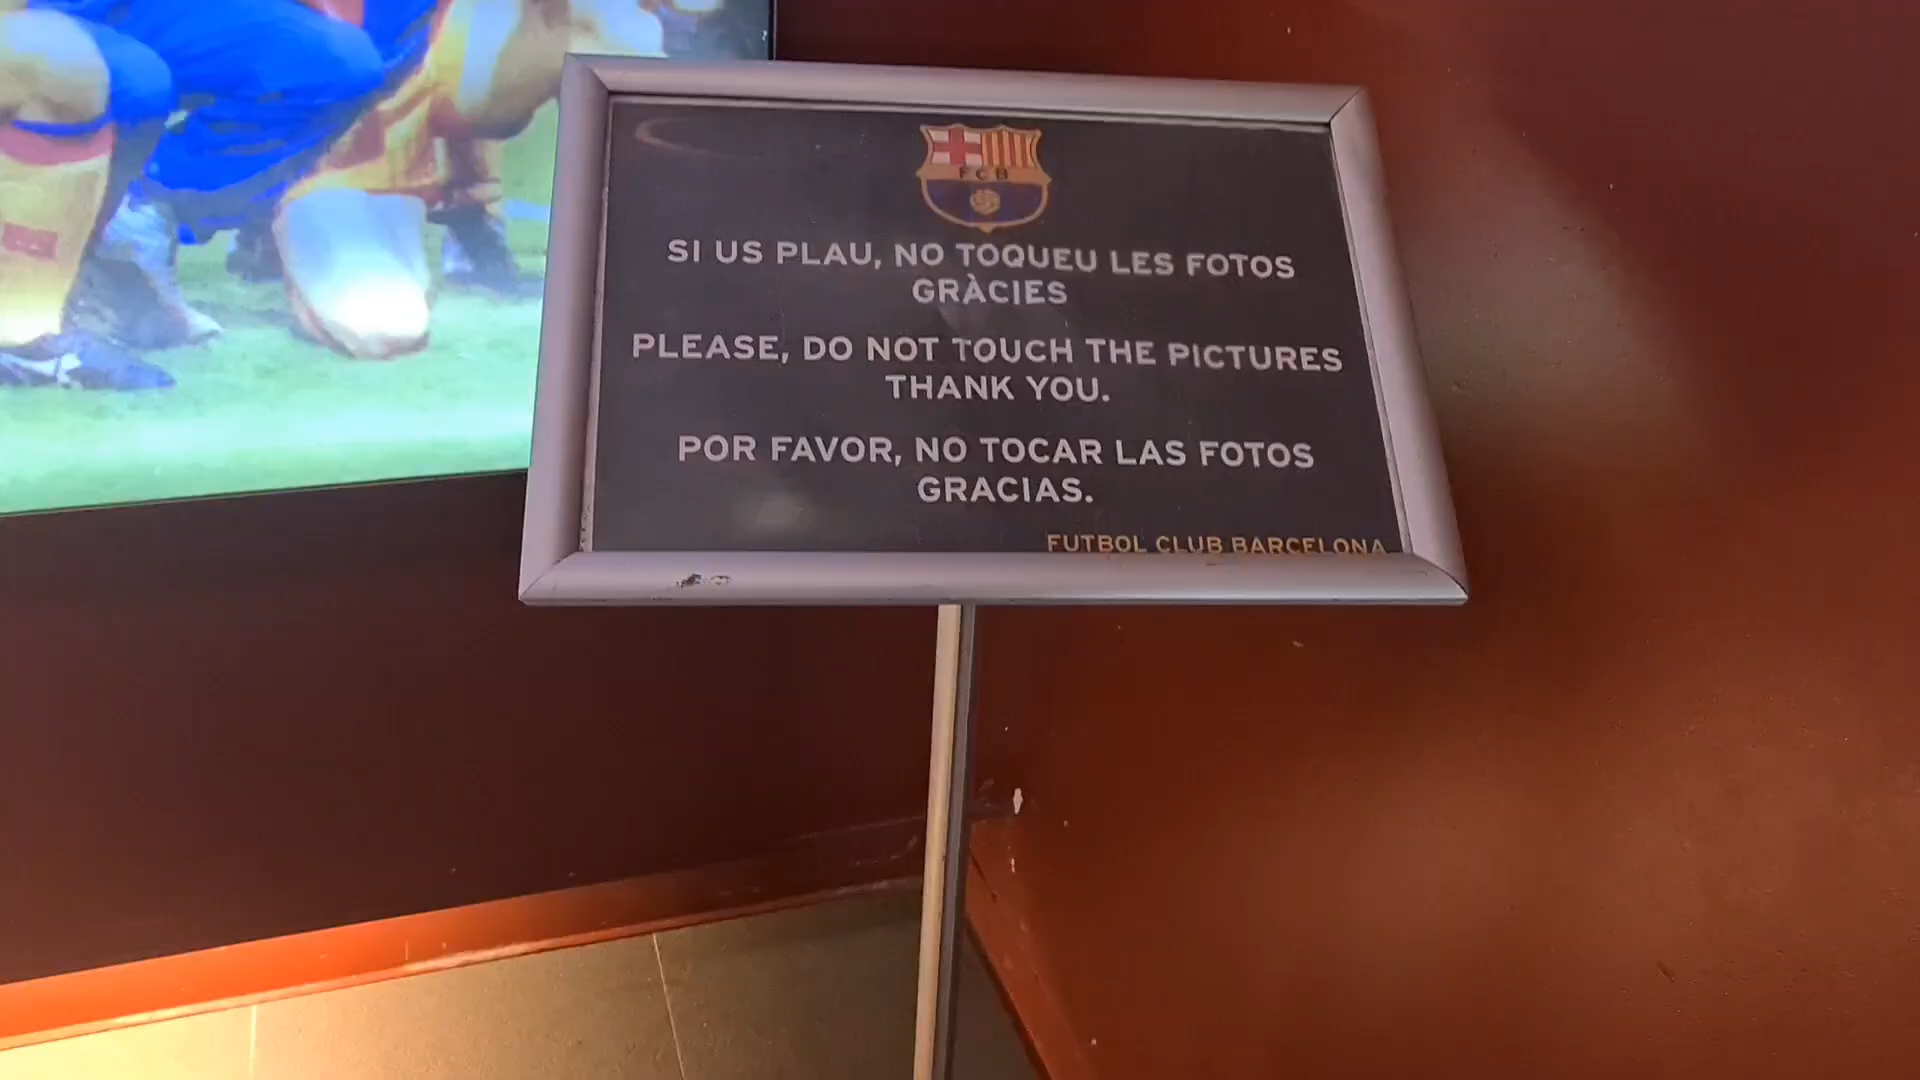 FCB
SI US PLAU, NO TOQUEU LES FOTOS
GRÀCIES
PLEASE, DO NOT TOUCH THE PICTURES
THANK YOU.
POR FAVOR, NO TOCAR LAS FOTOS
GRACIAS.
FUTBOL CLUB BARCELONA